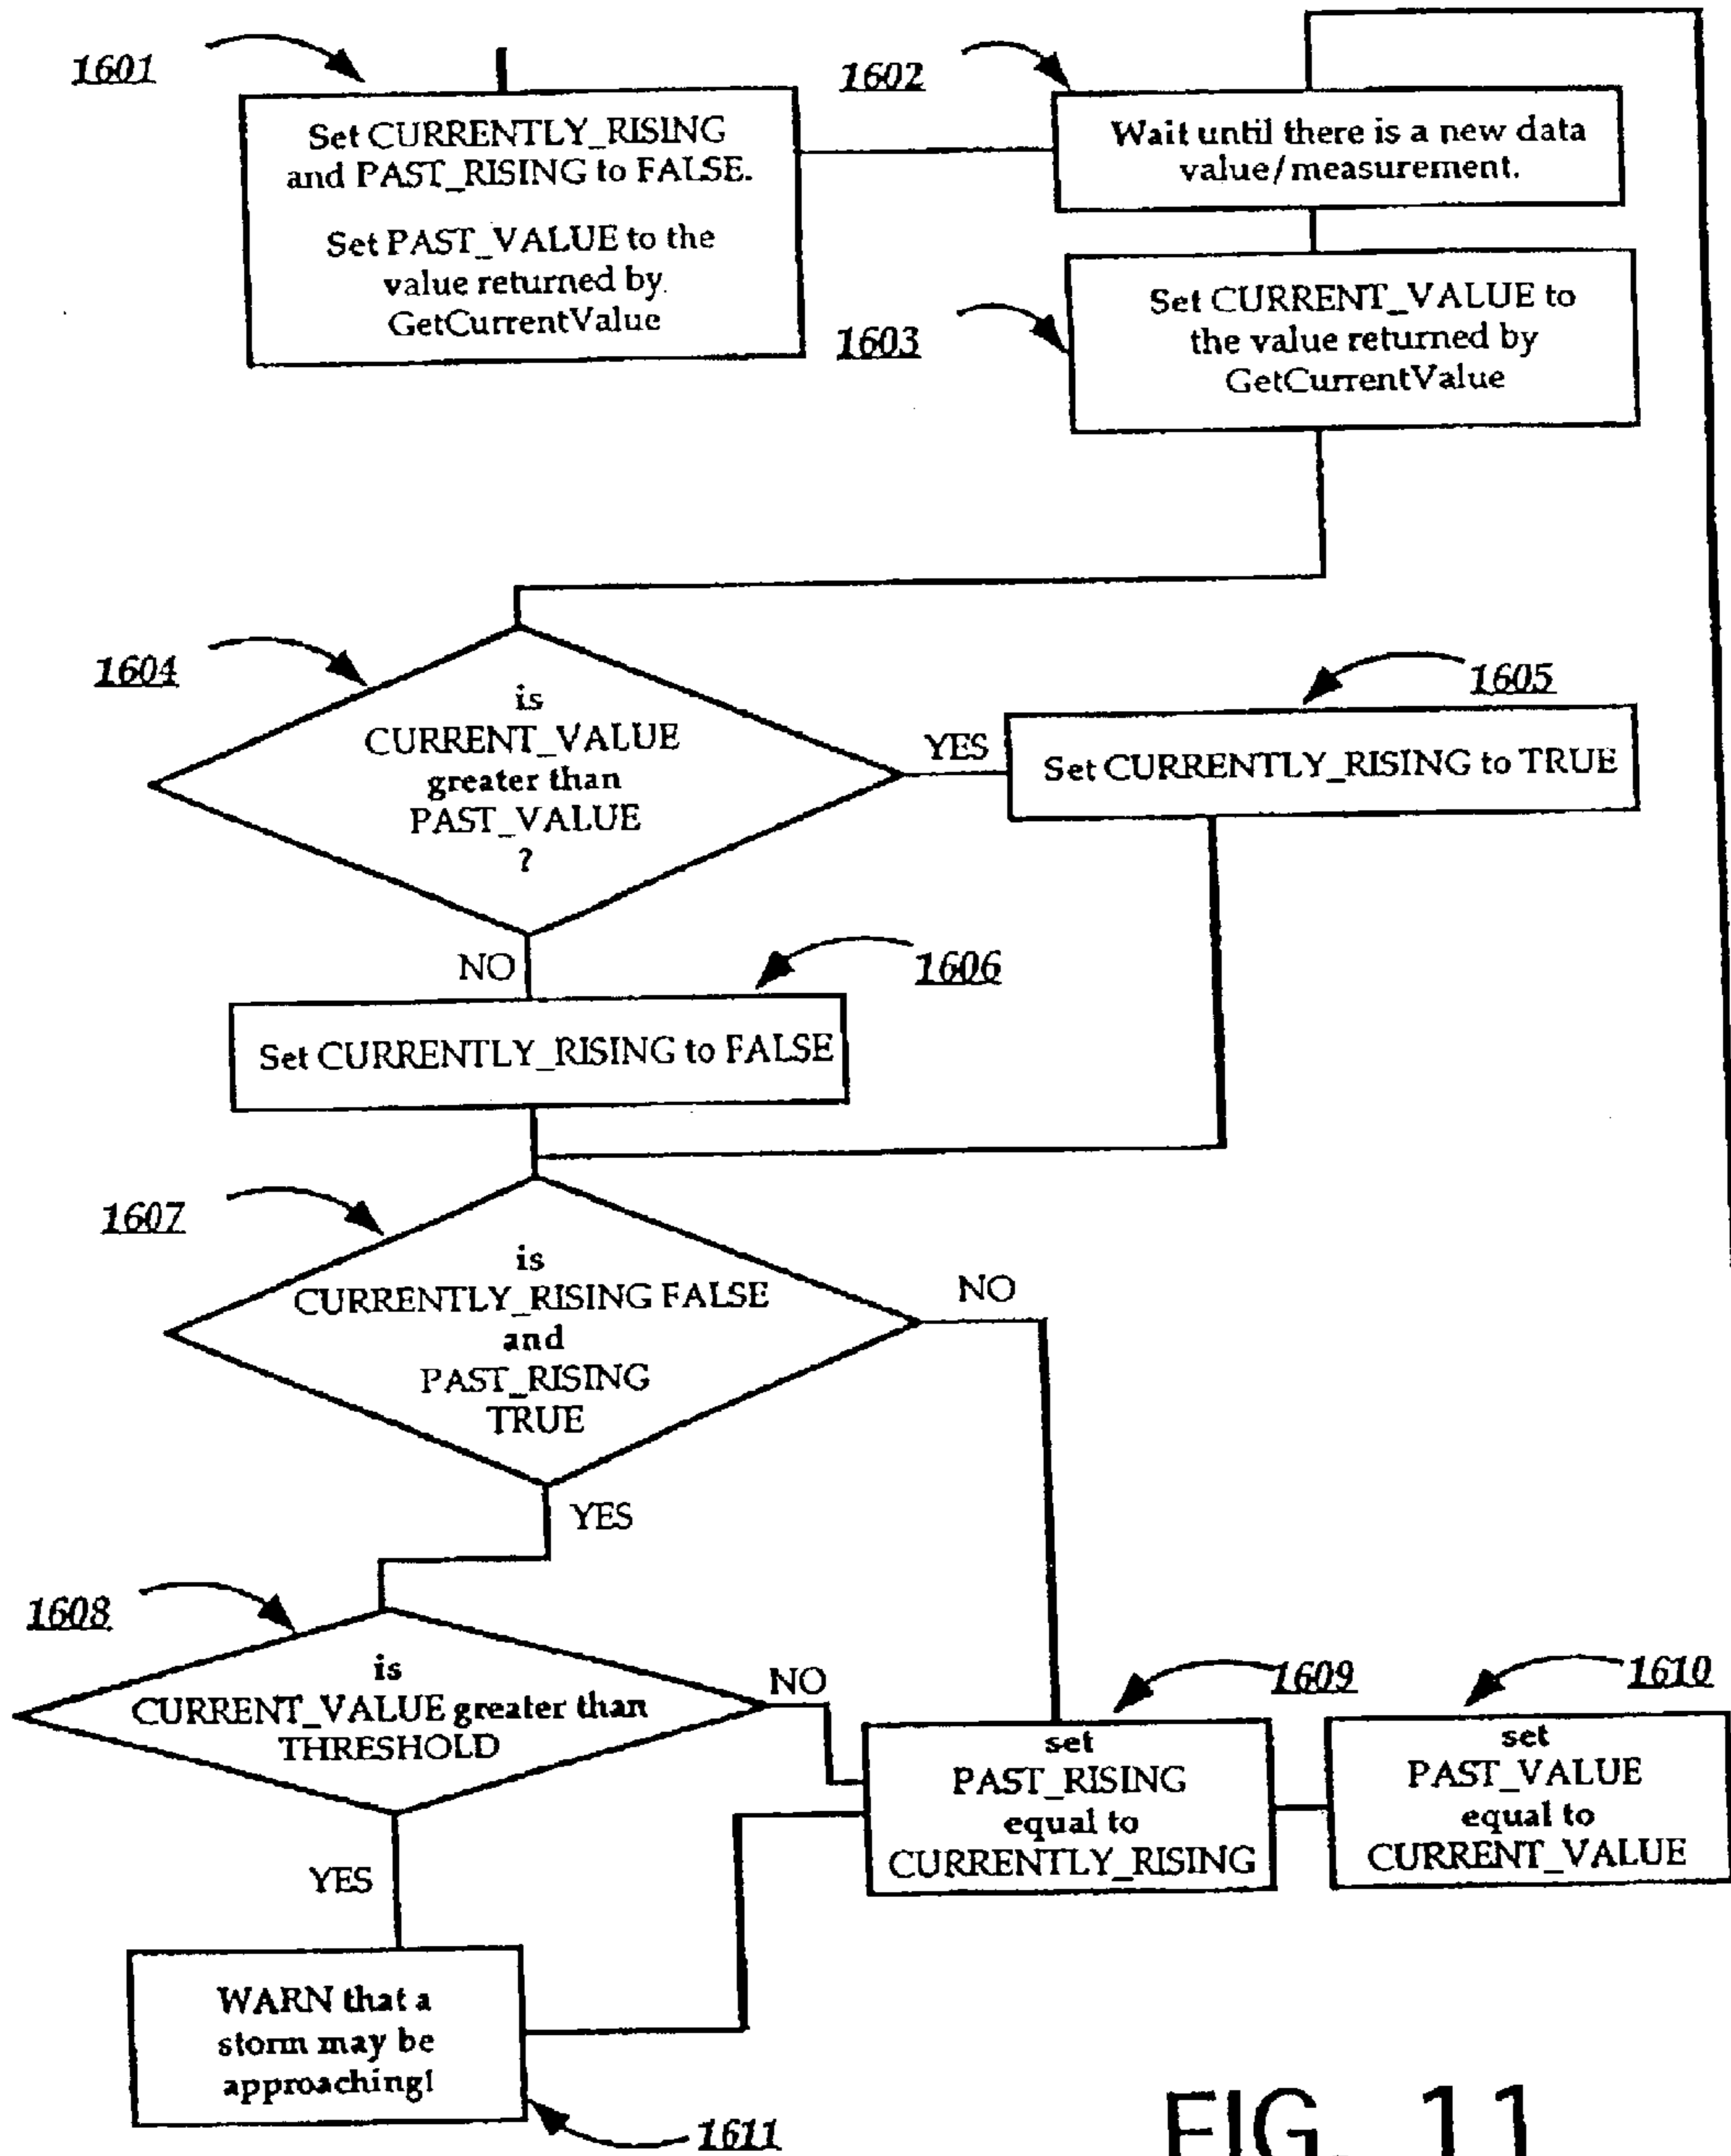 1601
Set CURRENTLY_RISING
and PAST_RISING to FALSE.
Set PAST_VALUE to the
value returned by
GetCurrentValue
1602
Wait until there is a new data
value/measurement.
1603
Set CURRENT_VALUE to
the value returned by
GetCurrentValue
1604
is
CURRENT_VALUE
greater than
PAST_VALUE
?
YES
1605
Set CURRENTLY_RISING to TRUE
NO
1606
Set CURRENTLY_RISING to FALSE
1607
is
CURRENTLY_RISING FALSE
and
PAST_RISING
TRUE
NO
YES
1608
is
CURRENT_VALUE greater than
THRESHOLD
NO
1609
set
PAST_RISING
equal to
CURRENTLY_RISING
1610
set
PAST_VALUE
equal to
CURRENT_VALUE
YES
WARN that a
storm may be
approaching!
1611
FIG. 11